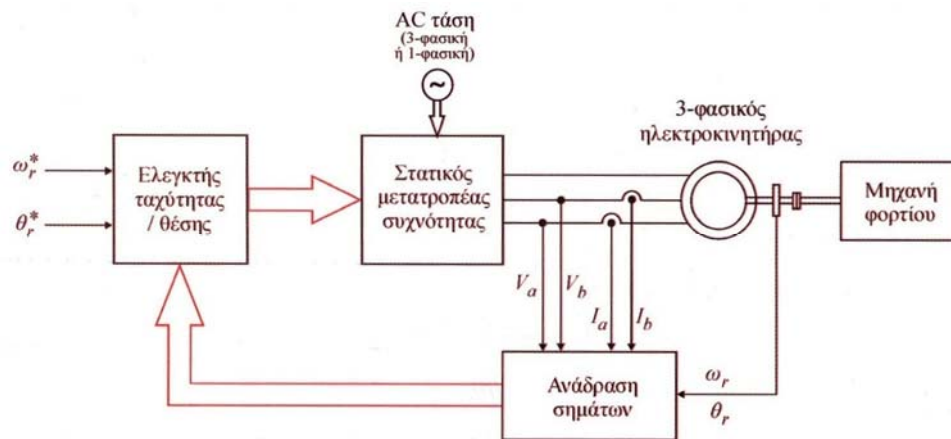 AC τάση
(3-φασική
ή 1-φασική)
~
3-φασικός
ηλεκτροκινητήρας
ω_r^*
θ_r^*
Ελεγκτής
ταχύτητας
/ θέσης
Στατικός
μετατροπέας
συχνότητας
Μηχανή
φορτίου
V_a
V_b
I_a
I_b
Ανάδραση
σημάτων
ω_r
θ_r